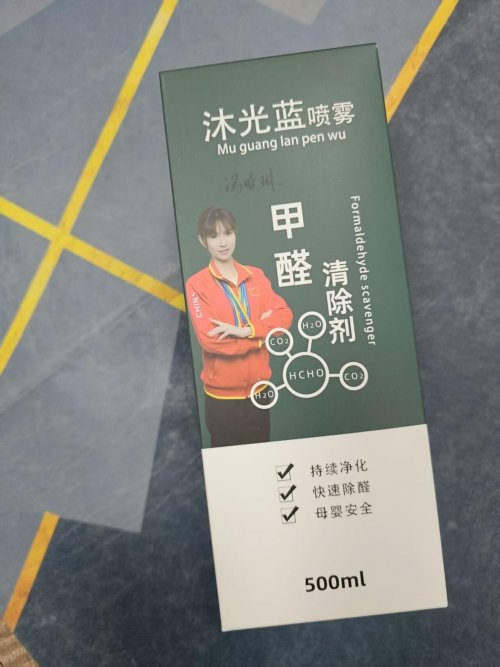 沐光蓝喷雾
Mu guang lan pen wu
甲醛
清除剂
Formaldehyde scavenger
CHINA
H2O
CO2
HCHO
CO2
H2O
持续净化
快速除醛
母婴安全
500ml